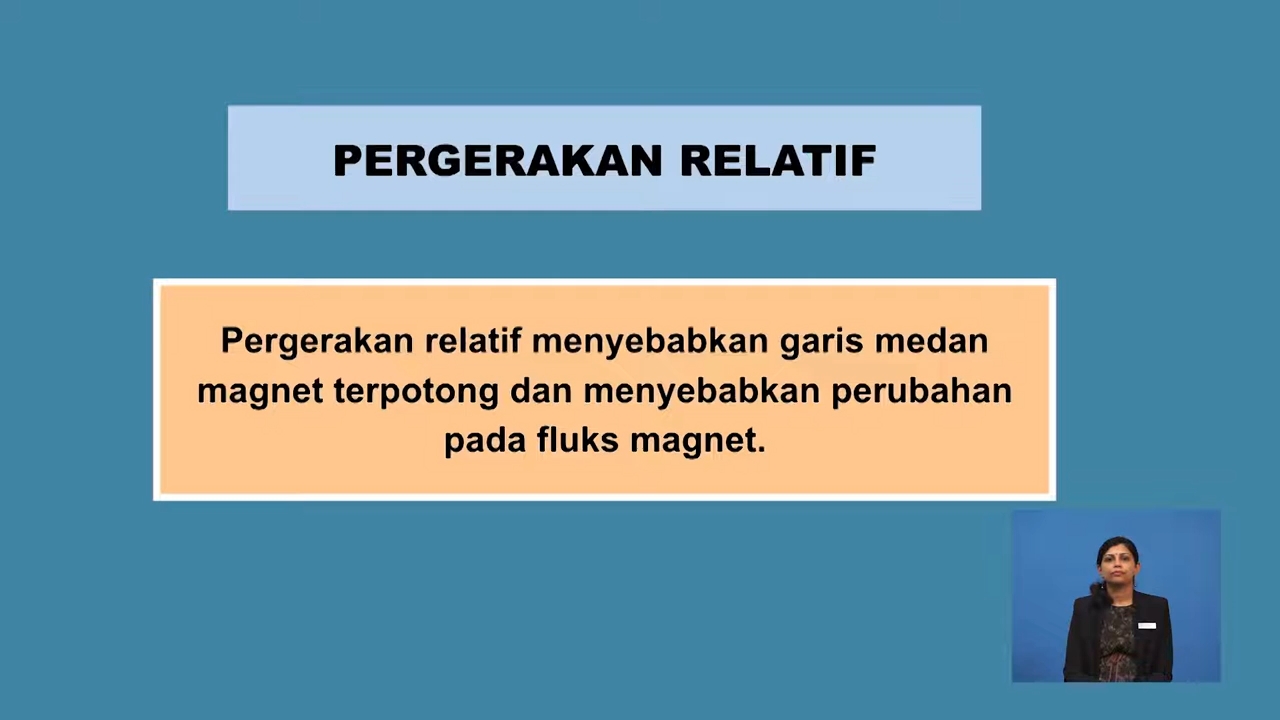 PERGERAKAN RELATIF
Pergerakan relatif menyebabkan garis medan
magnet terpotong dan menyebabkan perubahan
pada fluks magnet.